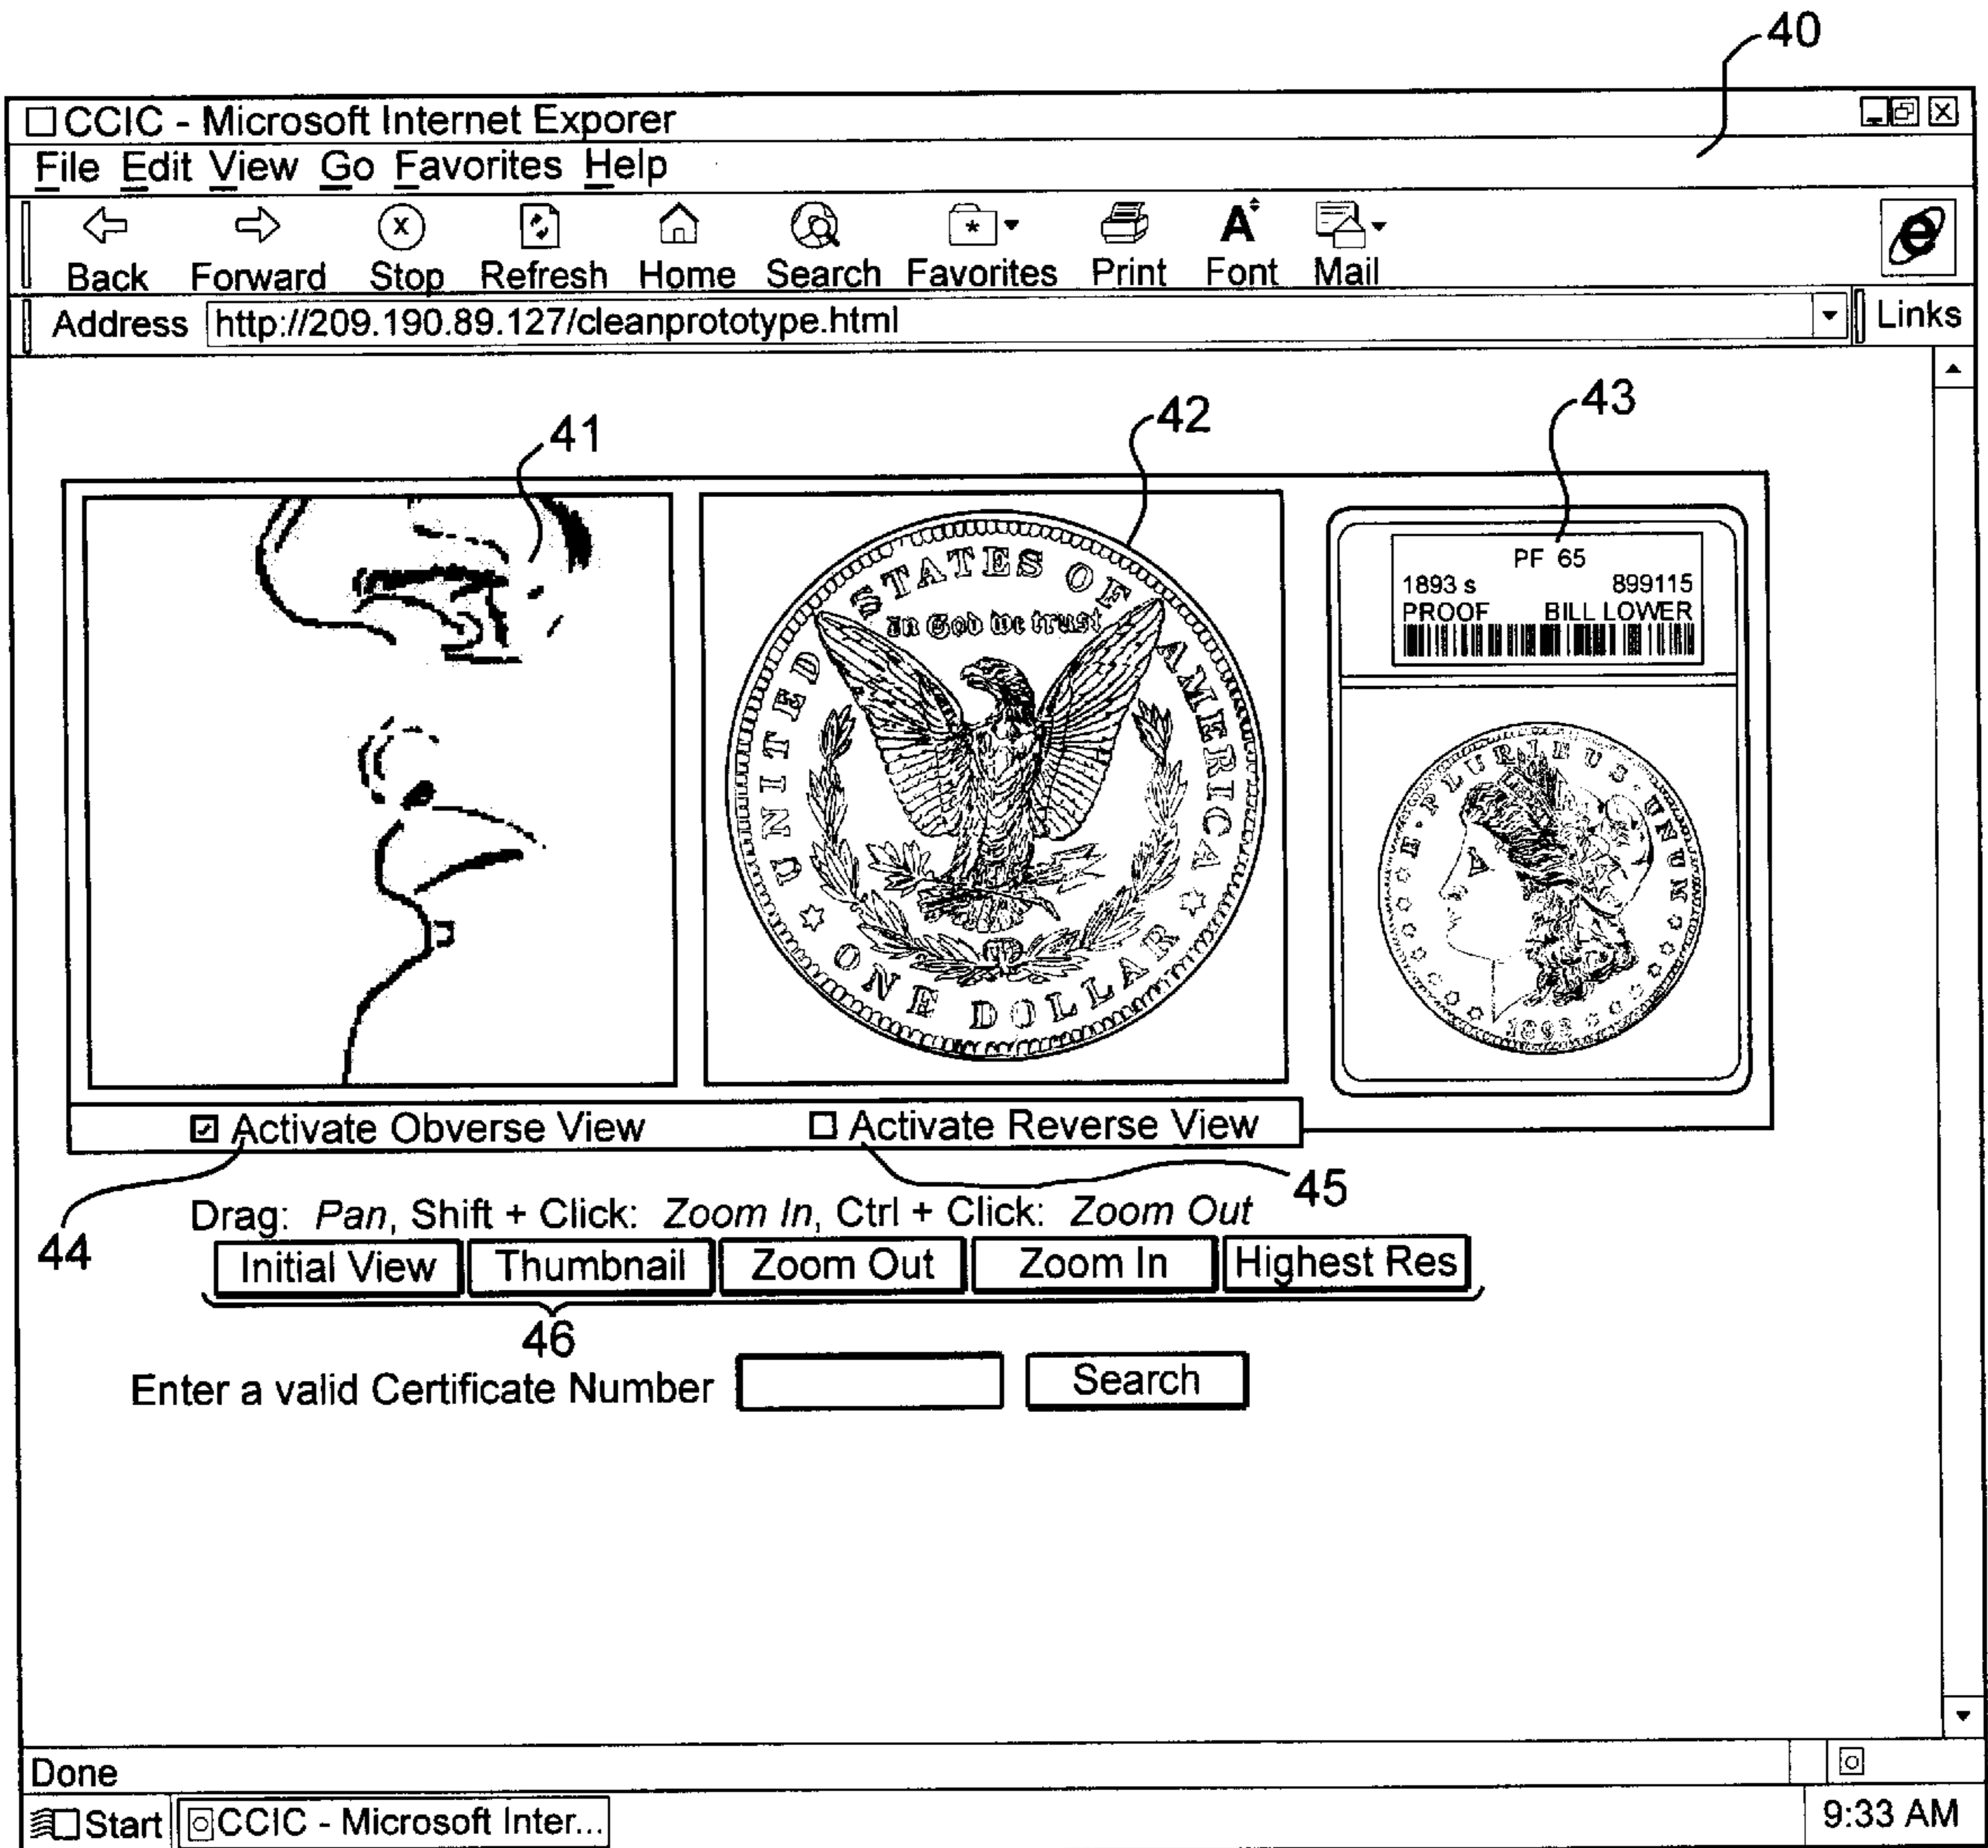 40
CCIC - Microsoft Internet Exporer
File Edit View Go Favorites Help
Back Forward Stop Refresh Home Search Favorites Print Font Mail
Address http://209.190.89.127/cleanprototype.html Links
41 42 43
UNITED STATES OF AMERICA
In God we trust
ONE DOLLAR
PF 65
1893 s 899115
PROOF BILL LOWER
E·PLURIBUS·UNUM
1893
Activate Obverse View Activate Reverse View
44 45
Drag: Pan, Shift + Click: Zoom In, Ctrl + Click: Zoom Out
Initial View Thumbnail Zoom Out Zoom In Highest Res
46
Enter a valid Certificate Number Search
Done
Start CCIC - Microsoft Inter... 9:33 AM